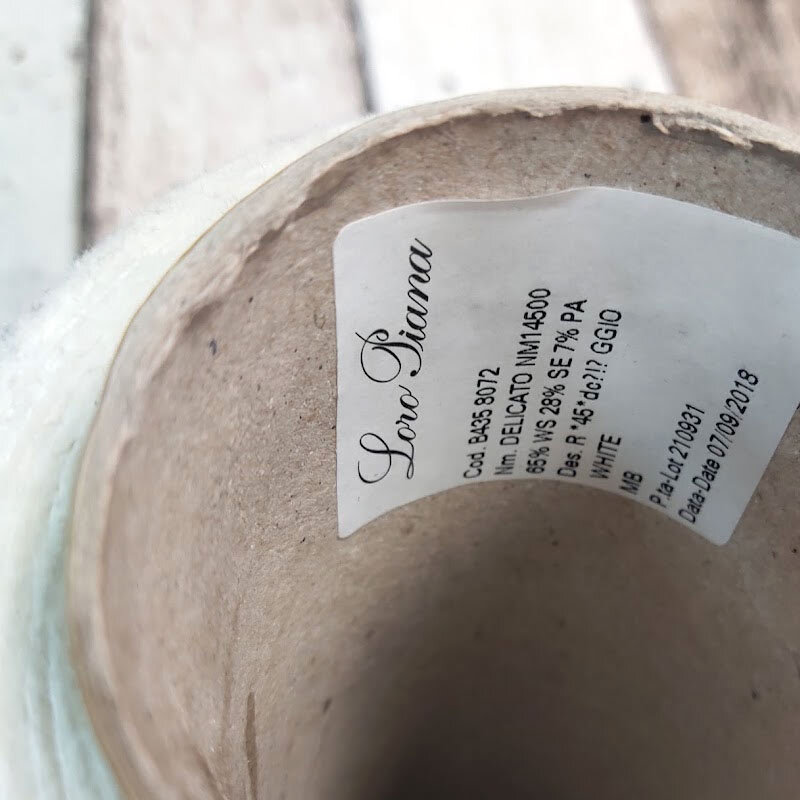 Loro Piana
Cod. B435 8072
Nm. DELICATO NM14500
65% WS 28% SE 7% PA
Des. R *45*dc?!? GGIO
WHITE
MB
P.ta-Lot 210931
Data-Date 07/09/2018